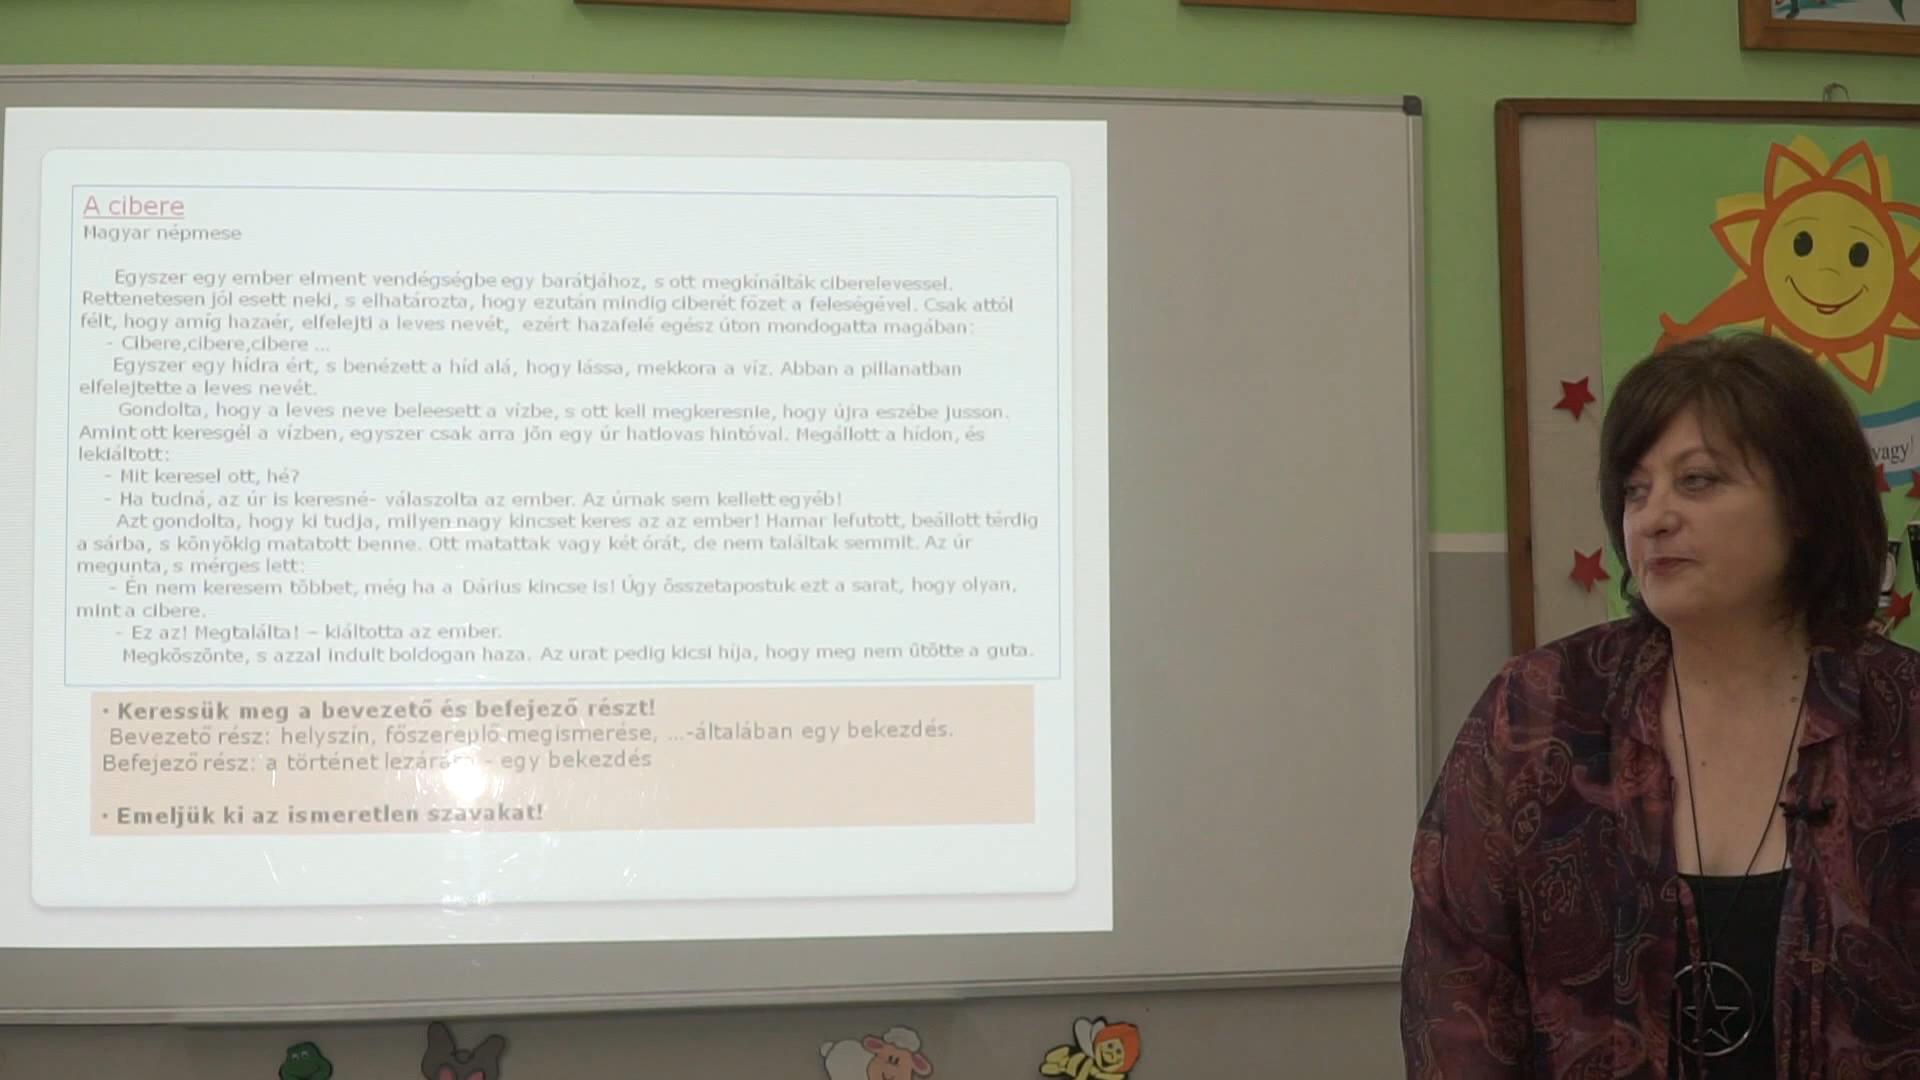 A cibere
Magyar népmese
Egyszer egy ember elment vendégségbe egy barátjához, s ott megkínálták ciberelevessel.
Rettenetesen jól esett neki, s elhatározta, hogy ezután mindig ciberét főzet a feleségével. Csak attól
félt, hogy amíg hazaér, elfelejti a leves nevét, ezért hazafelé egész úton mondogatta magában:
- Cibere,cibere,cibere ...
Egyszer egy hídra ért, s benézett a híd alá, hogy lássa, mekkora a víz. Abban a pillanatban
elfelejtette a leves nevét.
Gondolta, hogy a leves neve beleesett a vízbe, s ott kell megkeresnie, hogy újra eszébe jusson.
Amint ott keresgél a vízben, egyszer csak arra jön egy úr hatlovas hintóval. Megállott a hídon, és
lekiáltott:
- Mit keresel ott, hé?
- Ha tudná, az úr is keresné- válaszolta az ember. Az úrnak sem kellett egyéb!
Azt gondolta, hogy ki tudja, milyen nagy kincset keres az az ember! Hamar lefutott, beállott térdig
a sárba, s könyökig matatott benne. Ott matattak vagy két órát, de nem találtak semmit. Az úr
megunta, s mérges lett:
- Én nem keresem többet, még ha a Dárius kincse is! Úgy összetapostuk ezt a sarat, hogy olyan,
mint a cibere.
- Ez az! Megtalálta! – kiáltotta az ember.
Megköszönte, s azzal indult boldogan haza. Az urat pedig kicsi híja, hogy meg nem ütötte a guta.
• Keressük meg a bevezető és befejező részt!
Bevezető rész: helyszín, főszereplő megismerése, ...-általában egy bekezdés.
Befejező rész: a történet lezárása - egy bekezdés
• Emeljük ki az ismeretlen szavakat!
vagy!